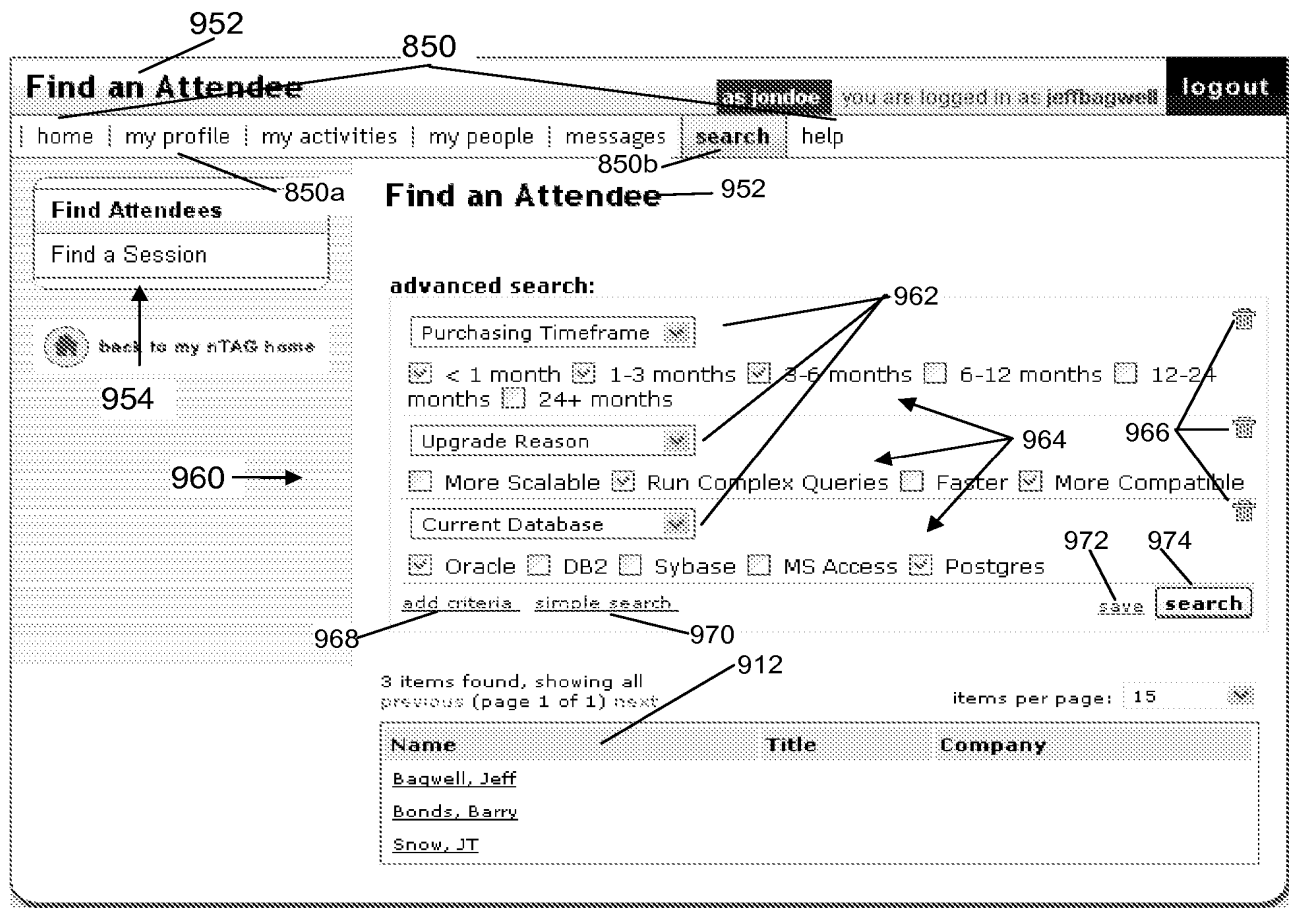 952
850
Find an Attendee
as jondoe you are logged in as jeffbagwell logout
home my profile my activities my people messages search help
850b
850a
Find an Attendee 952
Find Attendees
Find a Session
advanced search:
962
Purchasing Timeframe
back to my nTAG home
< 1 month 1-3 months 3-6 months 6-12 months 12-24
months 24+ months
954
Upgrade Reason
964
966
960
More Scalable Run Complex Queries Faster More Compatible
Current Database
972 974
Oracle DB2 Sybase MS Access Postgres
add criteria simple search
save search
968
970
912
3 items found, showing all
previous (page 1 of 1) next
items per page: 15
Name Title Company
Bagwell, Jeff
Bonds, Barry
Snow, JT